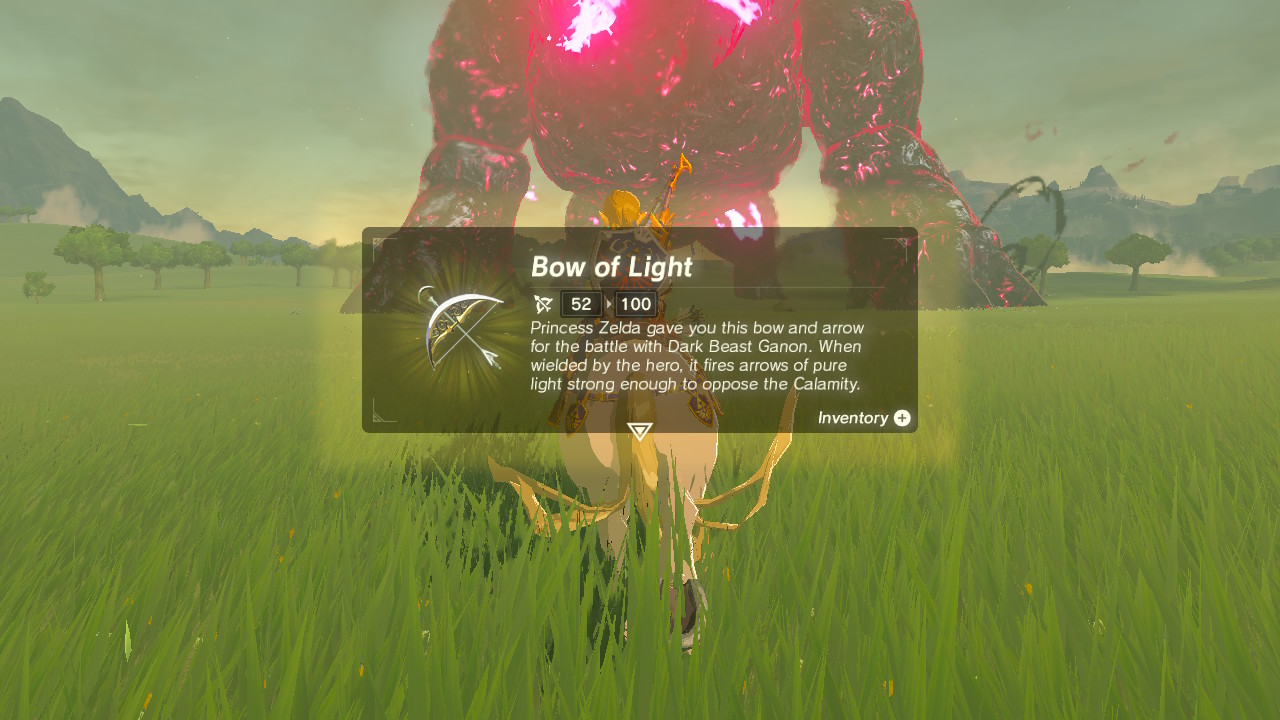 Bow of Light
52 100
Princess Zelda gave you this bow and arrow
for the battle with Dark Beast Ganon. When
wielded by the hero, it fires arrows of pure
light strong enough to oppose the Calamity.
Inventory +